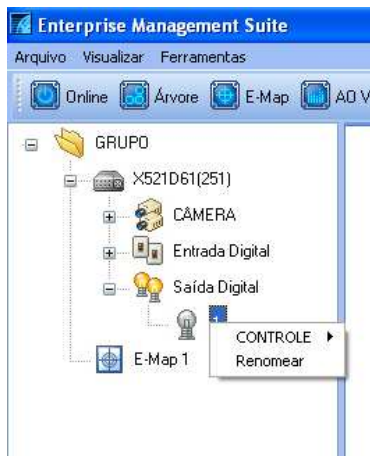 Enterprise Management Suite
Arquivo Visualizar Ferramentas
Online Árvore E-Map AO V
GRUPO
X521D61(251)
CÂMERA
Entrada Digital
Saída Digital
1
CONTROLE
Renomear
E-Map 1